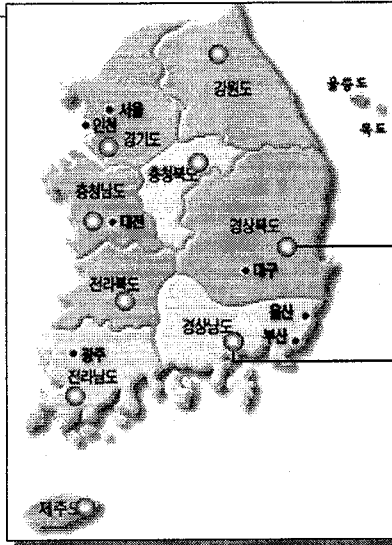 강원도
울릉도
독도
서울
인천
경기도
충청북도
충청남도
대전
경상북도
대구
전라북도
울산
경상남도
부산
광주
전라남도
제주도